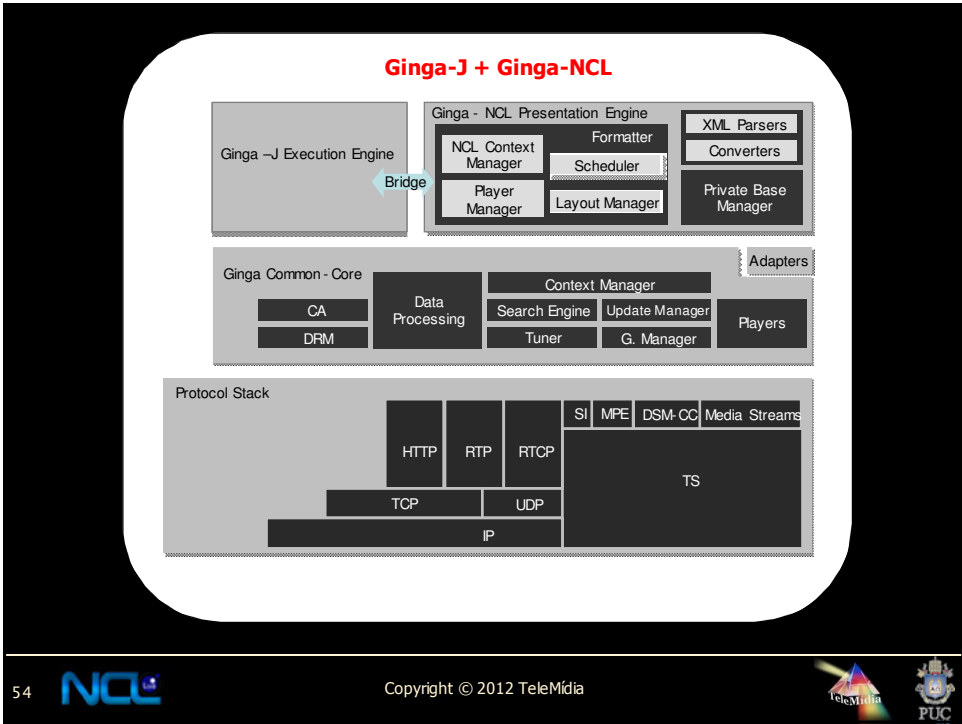 Ginga-J + Ginga-NCL
Ginga –J Execution Engine
Bridge
Ginga - NCL Presentation Engine
Formatter
NCL Context
Manager
Scheduler
Player
Manager
Layout Manager
XML Parsers
Converters
Private Base
Manager
Adapters
Ginga Common - Core
CA
DRM
Data
Processing
Context Manager
Search Engine
Update Manager
Tuner
G. Manager
Players
Protocol Stack
HTTP
RTP
RTCP
SI
MPE
DSM-CC
Media Streams
TS
TCP
UDP
IP
54
NCL
Copyright © 2012 TeleMídia
TeleMídia
PUC